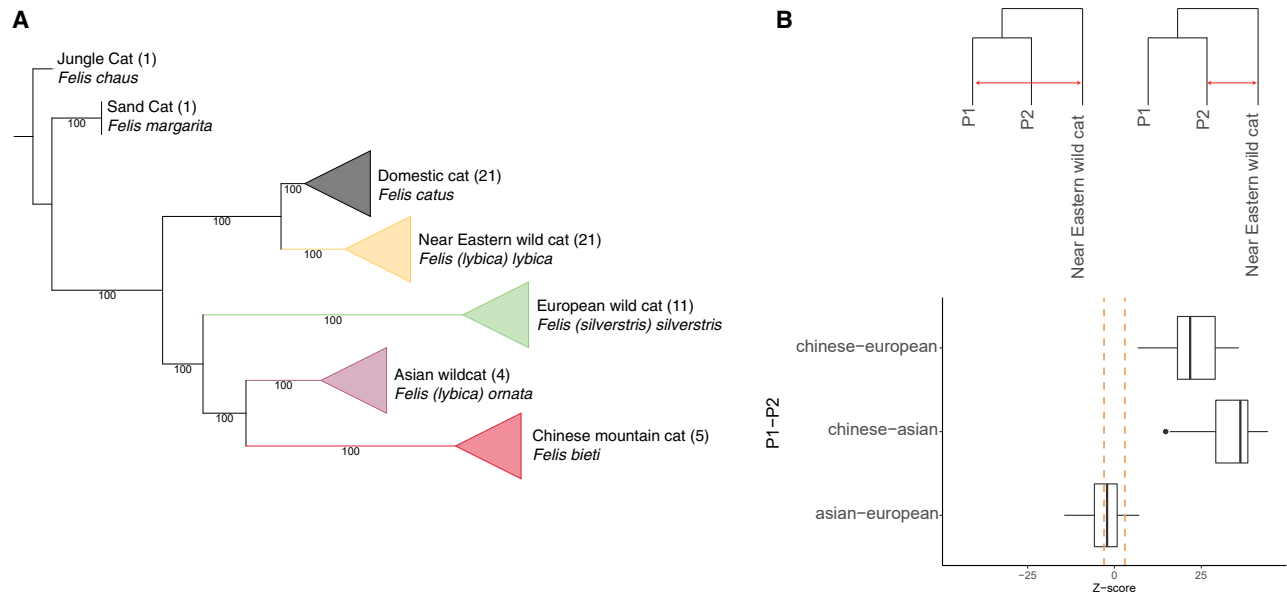 A
Jungle Cat (1)
Felis chaus
Sand Cat (1)
Felis margarita
100
Domestic cat (21)
Felis catus
100
100
Near Eastern wild cat (21)
Felis (lybica) lybica
100
100
European wild cat (11)
Felis (silverstris) silverstris
100
100
Asian wildcat (4)
Felis (lybica) ornata
100
100
Chinese mountain cat (5)
Felis bieti
100
B
P1
P2
Near Eastern wild cat
P1
P2
Near Eastern wild cat
P1−P2
chinese−european
chinese−asian
asian−european
−25
0
25
Z−score